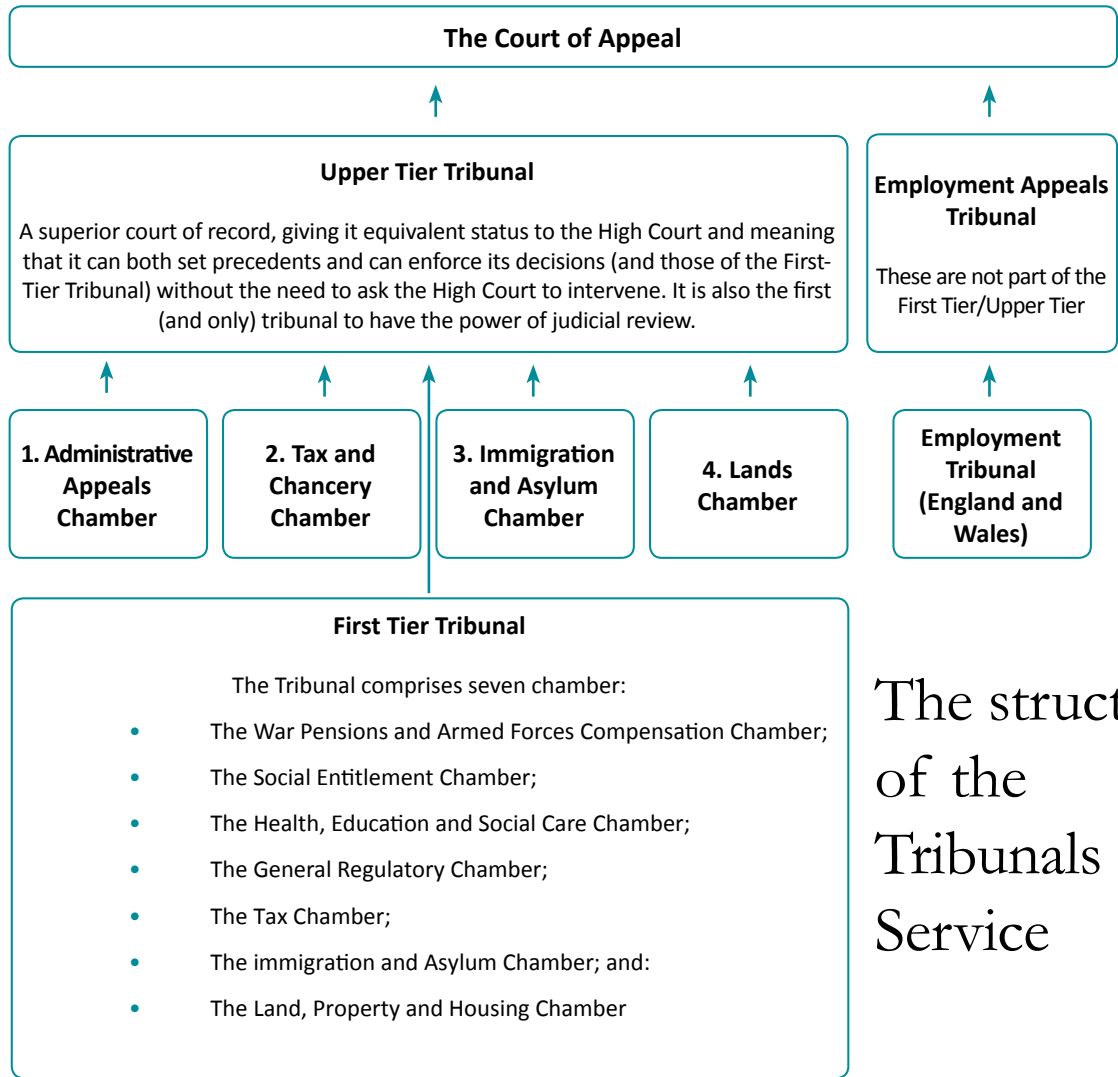 The Court of Appeal
Upper Tier Tribunal
A superior court of record, giving it equivalent status to the High Court and meaning
that it can both set precedents and can enforce its decisions (and those of the First-
Tier Tribunal) without the need to ask the High Court to intervene. It is also the first
(and only) tribunal to have the power of judicial review.
Employment Appeals
Tribunal
These are not part of the
First Tier/Upper Tier
1. Administrative
Appeals
Chamber
2. Tax and
Chancery
Chamber
3. Immigration
and Asylum
Chamber
4. Lands
Chamber
Employment
Tribunal
(England and
Wales)
First Tier Tribunal
The Tribunal comprises seven chamber:
• The War Pensions and Armed Forces Compensation Chamber;
• The Social Entitlement Chamber;
• The Health, Education and Social Care Chamber;
• The General Regulatory Chamber;
• The Tax Chamber;
• The immigration and Asylum Chamber; and:
• The Land, Property and Housing Chamber
The struct
of the
Tribunals
Service